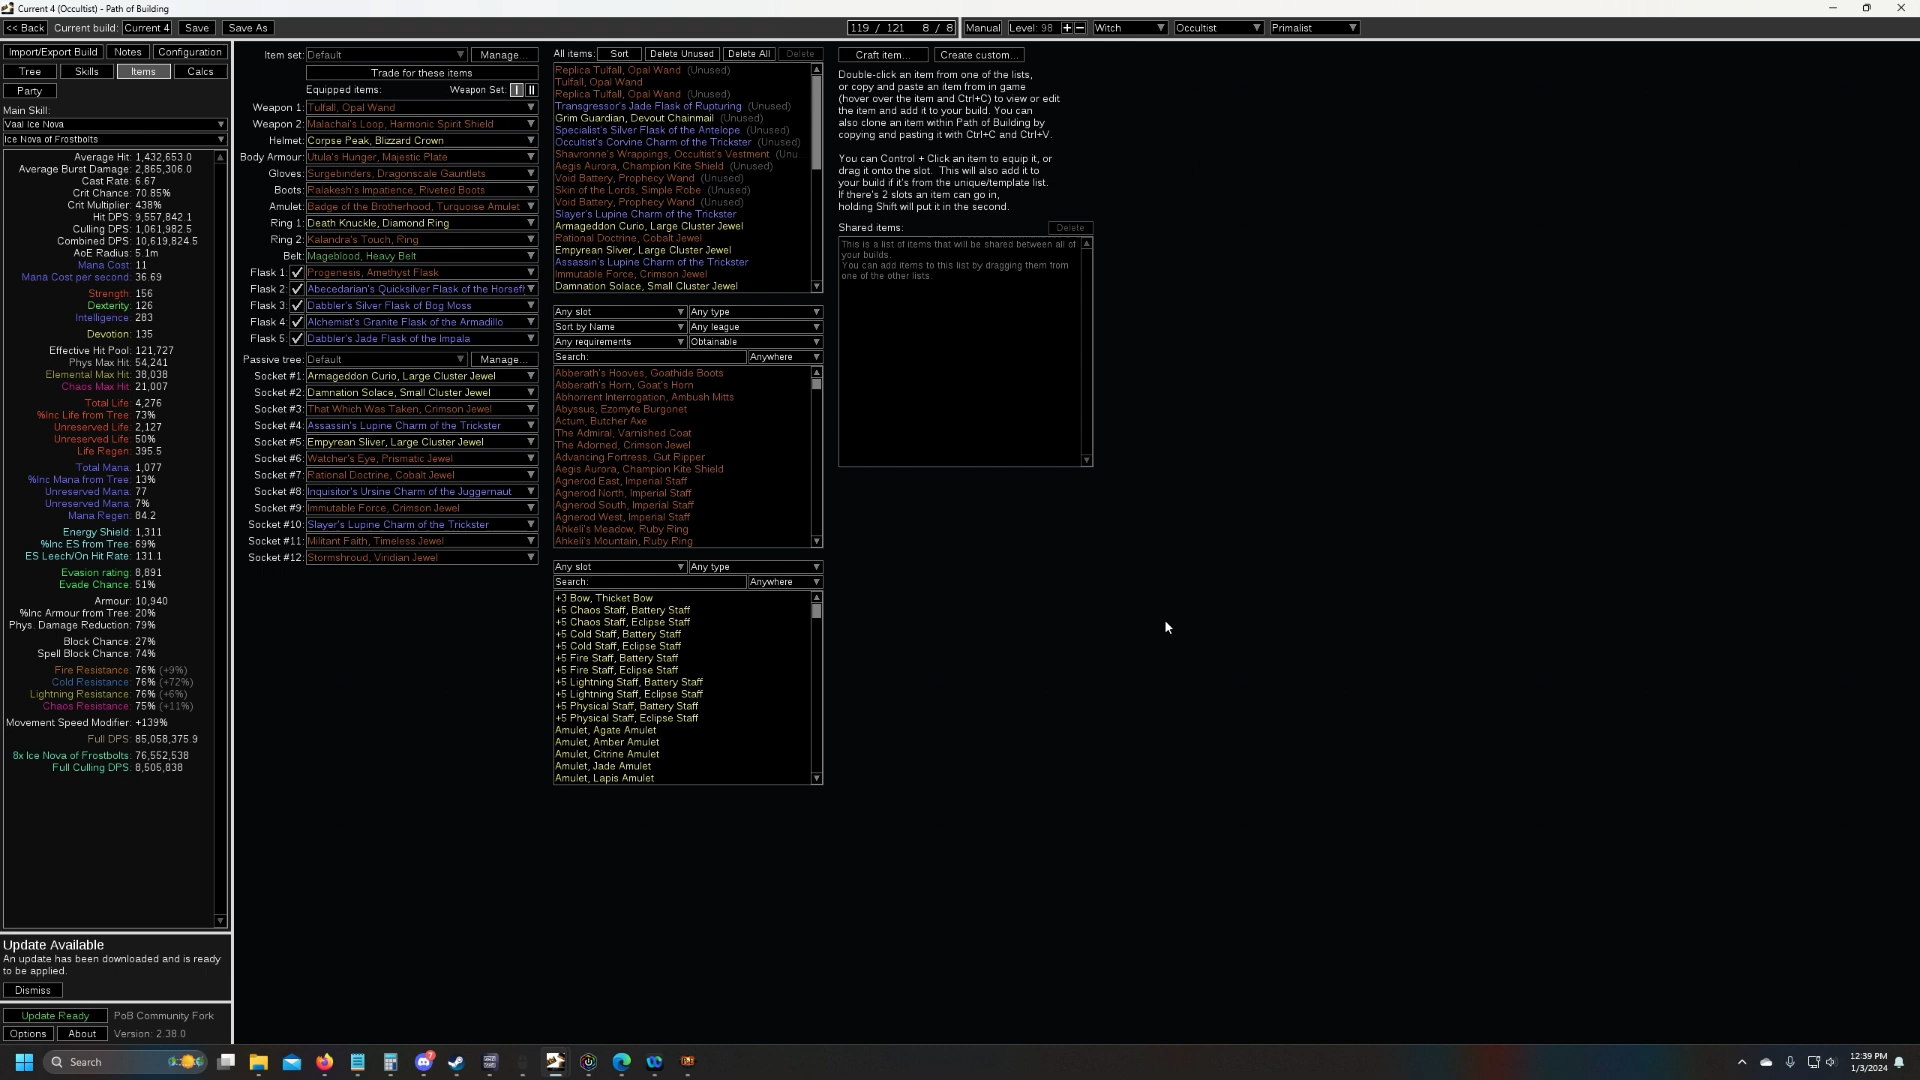 Current 4 (Occultist) - Path of Building
<< Back Current build: Current 4 Save Save As 119 / 121 8 / 8 Manual Level: 98 + - Witch Occultist Primalist
Import/Export Build Notes Configuration
Tree Skills Items Calcs
Party
Main Skill:
Vaal Ice Nova
Ice Nova of Frostbolts
Average Hit: 1,432,653.0
Average Burst Damage: 2,865,306.0
Cast Rate: 6.67
Crit Chance: 70.85%
Crit Multiplier: 438%
Hit DPS: 9,557,842.1
Culling DPS: 1,061,982.5
Combined DPS: 10,619,824.5
AoE Radius: 5.1m
Mana Cost: 11
Mana Cost per second: 36.69
Strength: 156
Dexterity: 126
Intelligence: 283
Devotion: 135
Effective Hit Pool: 121,727
Phys Max Hit: 54,241
Elemental Max Hit: 38,038
Chaos Max Hit: 21,007
Total Life: 4,276
%Inc Life from Tree: 73%
Unreserved Life: 2,127
Unreserved Life: 50%
Life Regen: 395.5
Total Mana: 1,077
%Inc Mana from Tree: 13%
Unreserved Mana: 77
Unreserved Mana: 7%
Mana Regen: 84.2
Energy Shield: 1,311
%Inc ES from Tree: 69%
ES Leech/On Hit Rate: 131.1
Evasion rating: 8,891
Evade Chance: 51%
Armour: 10,940
%Inc Armour from Tree: 20%
Phys. Damage Reduction: 79%
Block Chance: 27%
Spell Block Chance: 74%
Fire Resistance: 76% (+9%)
Cold Resistance: 76% (+72%)
Lightning Resistance: 76% (+6%)
Chaos Resistance: 75% (+11%)
Movement Speed Modifier: +139%
Full DPS: 85,058,375.9
8x Ice Nova of Frostbolts: 76,552,538
Full Culling DPS: 8,505,838
Update Available
An update has been downloaded and is ready
to be applied.
Dismiss
Update Ready PoB Community Fork
Options About Version: 2.38.0
Item set: Default Manage...
Trade for these items
Equipped items: Weapon Set: I II
Weapon 1: Tulfall, Opal Wand
Weapon 2: Malachai's Loop, Harmonic Spirit Shield
Helmet: Corpse Peak, Blizzard Crown
Body Armour: Utula's Hunger, Majestic Plate
Gloves: Surgebinders, Dragonscale Gauntlets
Boots: Ralakesh's Impatience, Riveted Boots
Amulet: Badge of the Brotherhood, Turquoise Amulet
Ring 1: Death Knuckle, Diamond Ring
Ring 2: Kalandra's Touch, Ring
Belt: Mageblood, Heavy Belt
Flask 1: Progenesis, Amethyst Flask
Flask 2: Abecedarian's Quicksilver Flask of the Horsefl
Flask 3: Dabbler's Silver Flask of Bog Moss
Flask 4: Alchemist's Granite Flask of the Armadillo
Flask 5: Dabbler's Jade Flask of the Impala
Passive tree: Default Manage...
Socket #1: Armageddon Curio, Large Cluster Jewel
Socket #2: Damnation Solace, Small Cluster Jewel
Socket #3: That Which Was Taken, Crimson Jewel
Socket #4: Assassin's Lupine Charm of the Trickster
Socket #5: Empyrean Sliver, Large Cluster Jewel
Socket #6: Watcher's Eye, Prismatic Jewel
Socket #7: Rational Doctrine, Cobalt Jewel
Socket #8: Inquisitor's Ursine Charm of the Juggernaut
Socket #9: Immutable Force, Crimson Jewel
Socket #10: Slayer's Lupine Charm of the Trickster
Socket #11: Militant Faith, Timeless Jewel
Socket #12: Stormshroud, Viridian Jewel
All items: Sort Delete Unused Delete All Delete
Replica Tulfall, Opal Wand (Unused)
Tulfall, Opal Wand
Replica Tulfall, Opal Wand (Unused)
Transgressor's Jade Flask of Rupturing (Unused)
Grim Guardian, Devout Chainmail (Unused)
Specialist's Silver Flask of the Antelope (Unused)
Occultist's Corvine Charm of the Trickster (Unused)
Shavronne's Wrappings, Occultist's Vestment (Unu
Aegis Aurora, Champion Kite Shield (Unused)
Void Battery, Prophecy Wand (Unused)
Skin of the Lords, Simple Robe (Unused)
Void Battery, Prophecy Wand (Unused)
Slayer's Lupine Charm of the Trickster
Armageddon Curio, Large Cluster Jewel
Rational Doctrine, Cobalt Jewel
Empyrean Sliver, Large Cluster Jewel
Assassin's Lupine Charm of the Trickster
Immutable Force, Crimson Jewel
Damnation Solace, Small Cluster Jewel
Any slot Any type
Sort by Name Any league
Any requirements Obtainable
Search: Anywhere
Abberath's Hooves, Goathide Boots
Abberath's Horn, Goat's Horn
Abhorrent Interrogation, Ambush Mitts
Abyssus, Ezomyte Burgonet
Actum, Butcher Axe
The Admiral, Varnished Coat
The Adorned, Crimson Jewel
Advancing Fortress, Gut Ripper
Aegis Aurora, Champion Kite Shield
Agnerod East, Imperial Staff
Agnerod North, Imperial Staff
Agnerod South, Imperial Staff
Agnerod West, Imperial Staff
Ahkeli's Meadow, Ruby Ring
Ahkeli's Mountain, Ruby Ring
Any slot Any type
Search: Anywhere
+3 Bow, Thicket Bow
+5 Chaos Staff, Battery Staff
+5 Chaos Staff, Eclipse Staff
+5 Cold Staff, Battery Staff
+5 Cold Staff, Eclipse Staff
+5 Fire Staff, Battery Staff
+5 Fire Staff, Eclipse Staff
+5 Lightning Staff, Battery Staff
+5 Lightning Staff, Eclipse Staff
+5 Physical Staff, Battery Staff
+5 Physical Staff, Eclipse Staff
Amulet, Agate Amulet
Amulet, Amber Amulet
Amulet, Citrine Amulet
Amulet, Jade Amulet
Amulet, Lapis Amulet
Craft item... Create custom...
Double-click an item from one of the lists,
or copy and paste an item from in game
(hover over the item and Ctrl+C) to view or edit
the item and add it to your build. You can
also clone an item within Path of Building by
copying and pasting it with Ctrl+C and Ctrl+V.
You can Control + Click an item to equip it, or
drag it onto the slot. This will also add it to
your build if it's from the unique/template list.
If there's 2 slots an item can go in,
holding Shift will put it in the second.
Shared items: Delete
This is a list of items that will be shared between all of
your builds.
You can add items to this list by dragging them from
one of the other lists.
Search
7
12:39 PM
1/3/2024